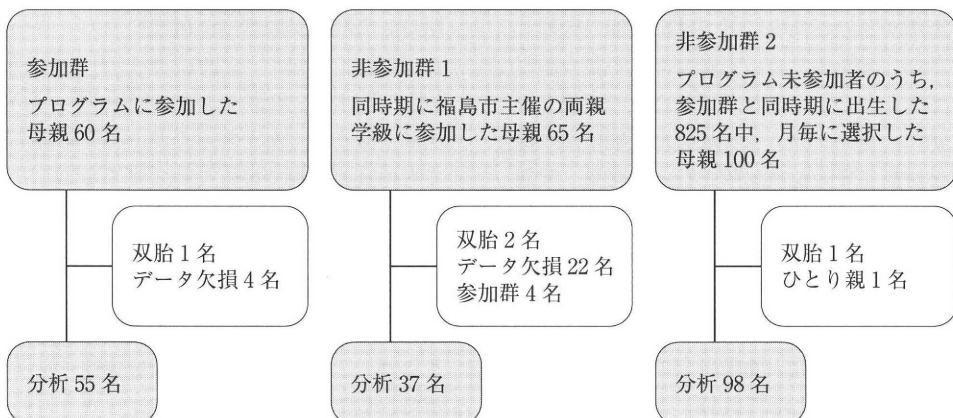 参加群
プログラムに参加した
母親 60 名
非参加群 1
同時期に福島市主催の両親
学級に参加した母親 65 名
非参加群 2
プログラム未参加者のうち,
参加群と同時期に出生した
825 名中, 月毎に選択した
母親 100 名
双胎 1 名
データ欠損 4 名
双胎 2 名
データ欠損 22 名
参加群 4 名
双胎 1 名
ひとり親 1 名
分析 55 名
分析 37 名
分析 98 名